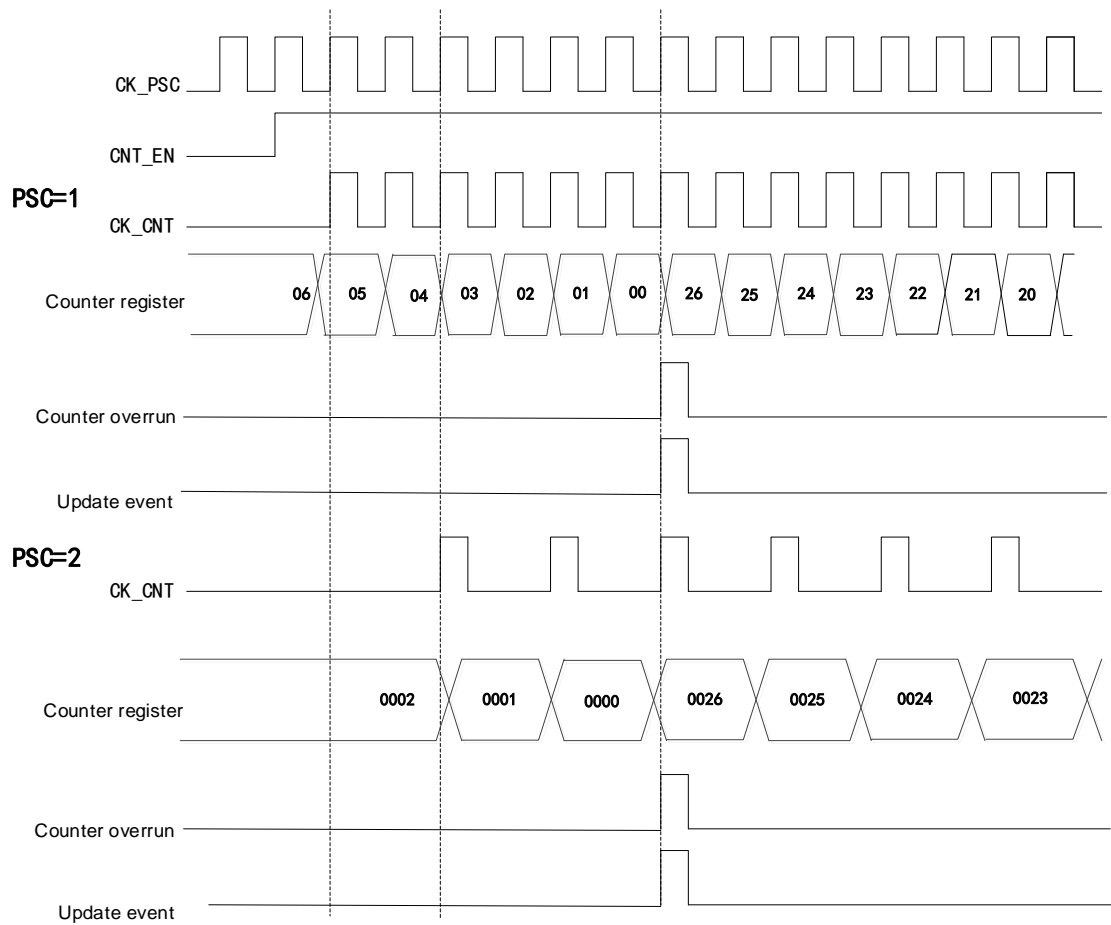 CK_PSC
CNT_EN
PSC=1
CK_CNT
Counter register 06 05 04 03 02 01 00 26 25 24 23 22 21 20
Counter overrun
Update event
PSC=2
CK_CNT
Counter register 0002 0001 0000 0026 0025 0024 0023
Counter overrun
Update event